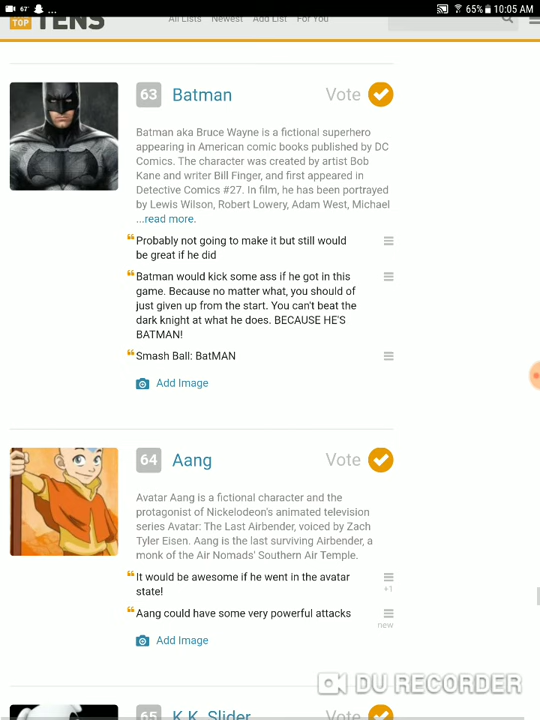 67°
...
65%
10:05 AM
TOP TENS
All Lists Newest Add List For You
63 Batman Vote
Batman aka Bruce Wayne is a fictional superhero
appearing in American comic books published by DC
Comics. The character was created by artist Bob
Kane and writer Bill Finger, and first appeared in
Detective Comics #27. In film, he has been portrayed
by Lewis Wilson, Robert Lowery, Adam West, Michael
...read more.
Probably not going to make it but still would
be great if he did
Batman would kick some ass if he got in this
game. Because no matter what, you should of
just given up from the start. You can't beat the
dark knight at what he does. BECAUSE HE'S
BATMAN!
Smash Ball: BatMAN
Add Image
64 Aang Vote
Avatar Aang is a fictional character and the
protagonist of Nickelodeon's animated television
series Avatar: The Last Airbender, voiced by Zach
Tyler Eisen. Aang is the last surviving Airbender, a
monk of the Air Nomads' Southern Air Temple.
It would be awesome if he went in the avatar
state!
+1
Aang could have some very powerful attacks
new
Add Image
DU RECORDER
65 K.K. Slider Vote